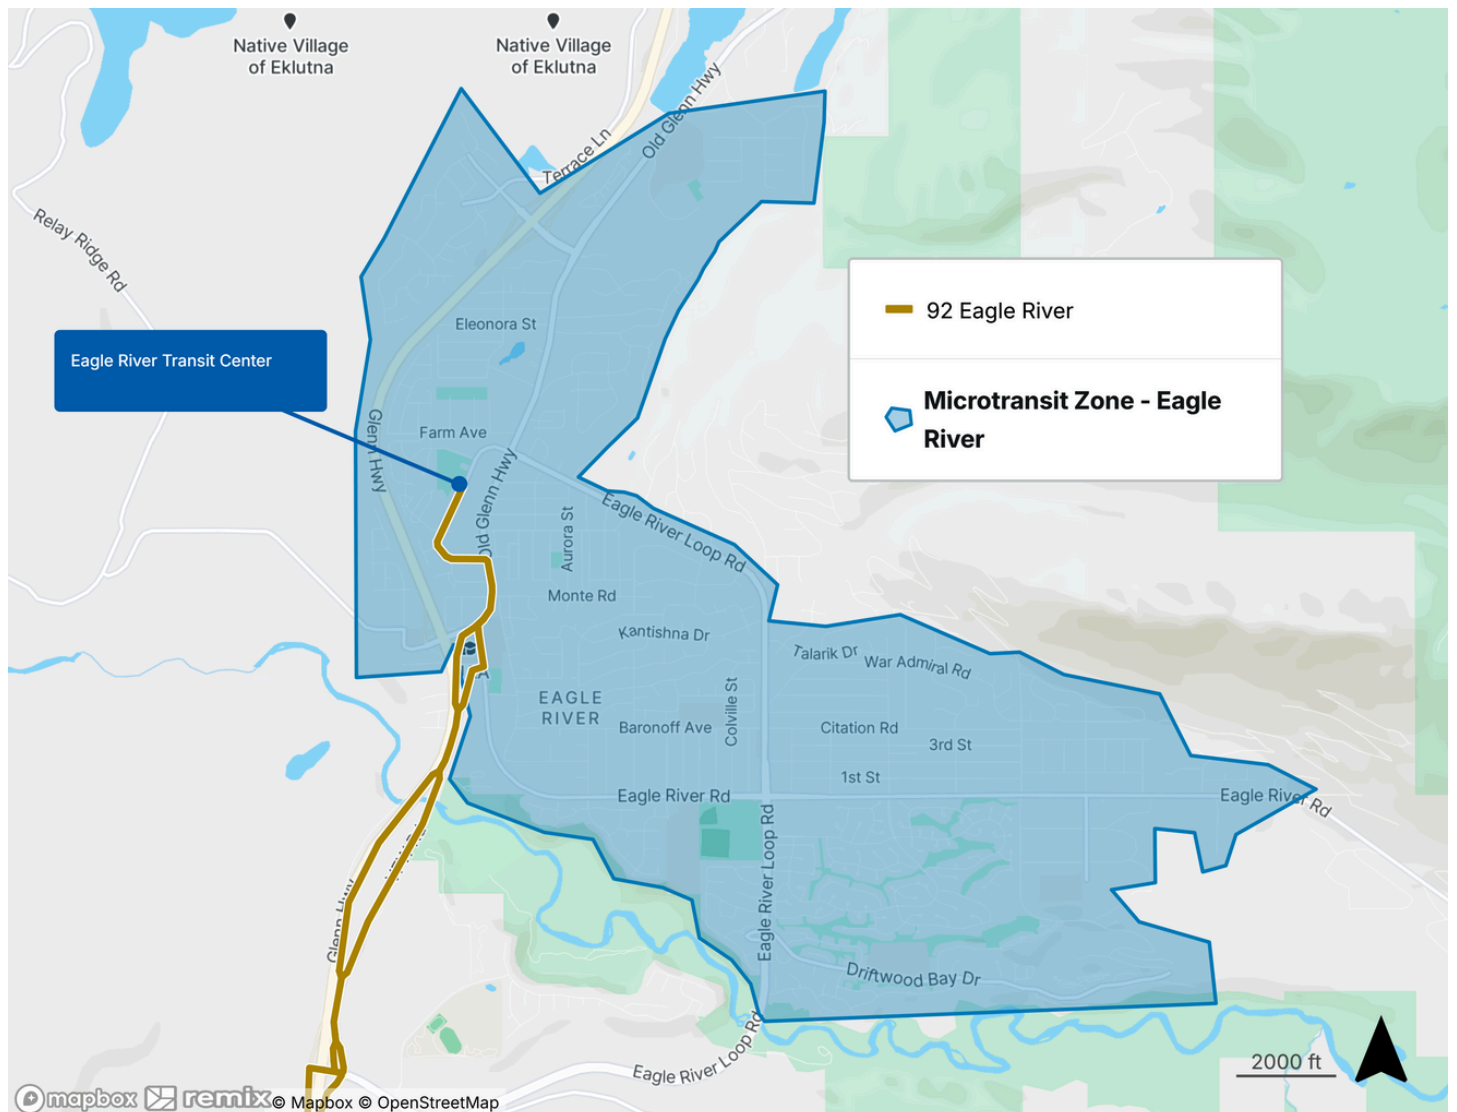 Native Village
of Eklutna
Native Village
of Eklutna
Old Glenn Hwy
Terrace Ln
Relay Ridge Rd
92 Eagle River
Eleonora St
Eagle River Transit Center
Microtransit Zone - Eagle
River
Farm Ave
Glenn Hwy
Old Glenn Hwy
Eagle River Loop Rd
Aurora St
Monte Rd
Kantishna Dr
Talarik Dr
War Admiral Rd
EAGLE
RIVER
Colville St
Baronoff Ave
Citation Rd
3rd St
1st St
Eagle River Rd
Eagle River Rd
Eagle River Loop Rd
Glenn Hwy
Driftwood Bay Dr
Eagle River Loop Rd
2000 ft
mapbox
remix
© Mapbox © OpenStreetMap